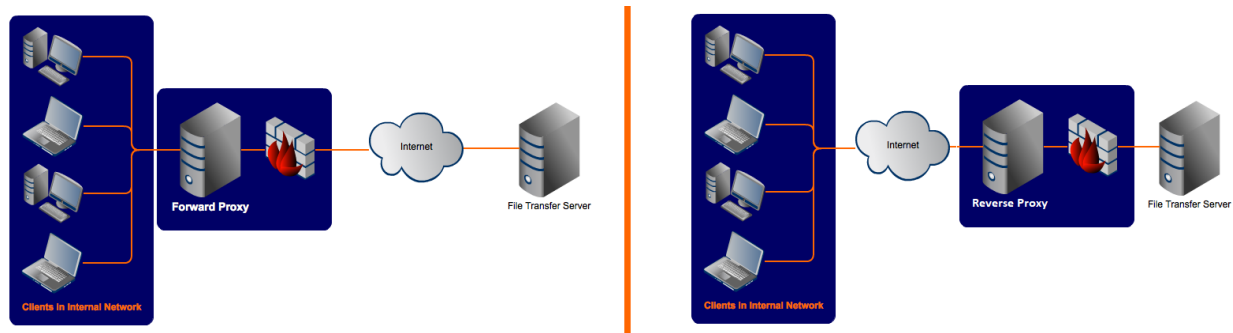 Internet
Forward Proxy
File Transfer Server
Clients in Internal Network
Internet
Reverse Proxy
File Transfer Server
Clients in Internal Network